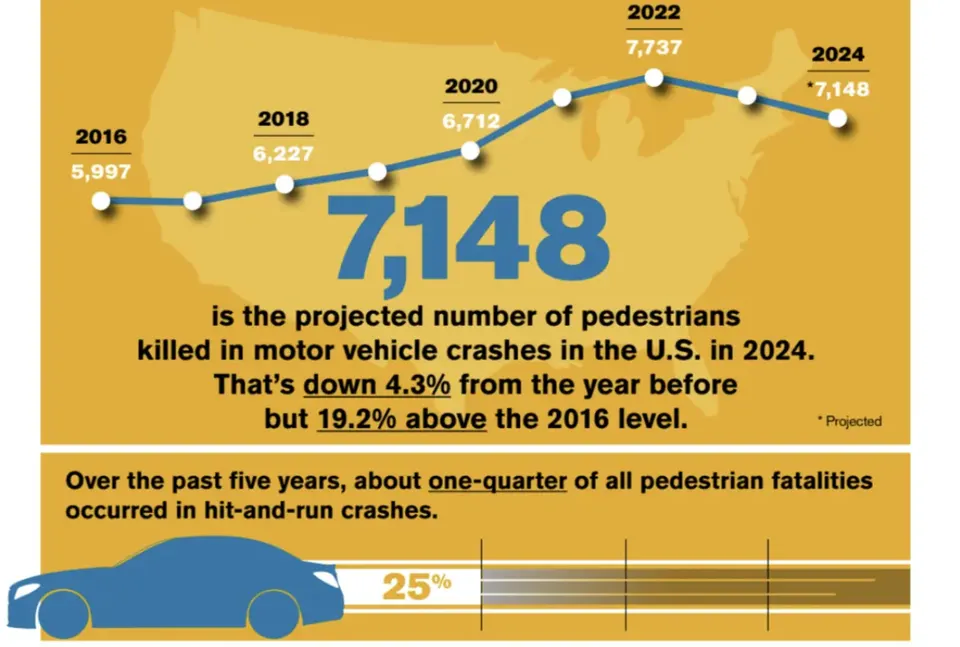 2016
5,997
2018
6,227
2020
6,712
2022
7,737
2024
*7,148
7,148
is the projected number of pedestrians
killed in motor vehicle crashes in the U.S. in 2024.
That’s down 4.3% from the year before
but 19.2% above the 2016 level.
* Projected
Over the past five years, about one-quarter of all pedestrian fatalities
occurred in hit-and-run crashes.
25%